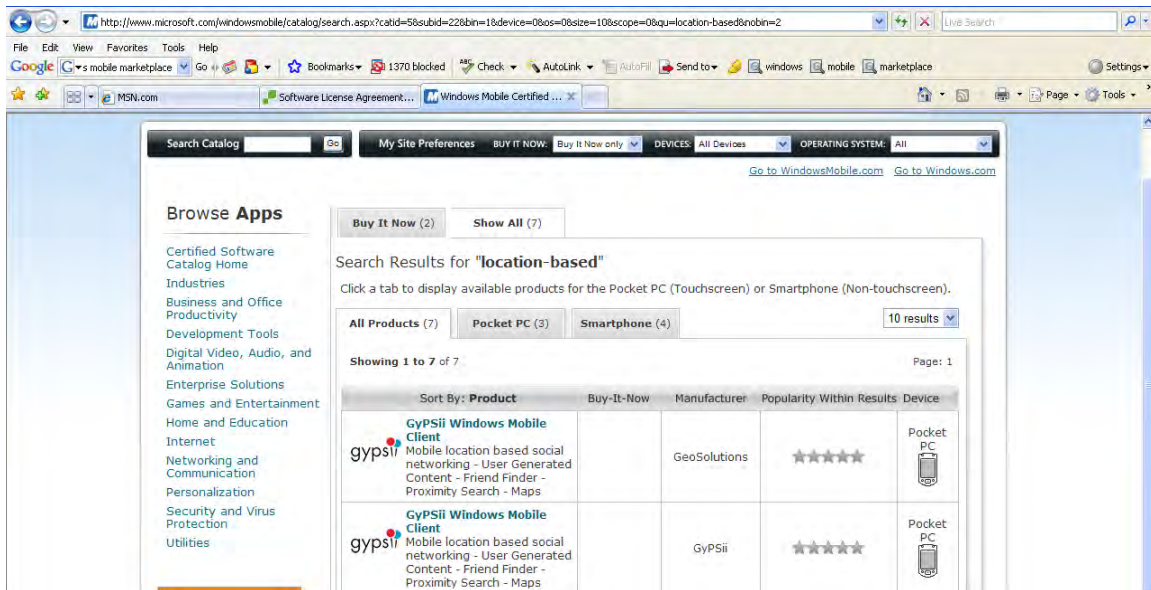 http://www.microsoft.com/windowsmobile/catalog/search.aspx?catid=5&subid=22&bin=1&device=0&os=0&size=10&scope=0&qu=location-based&nobin=2
Live Search
File Edit View Favorites Tools Help
Google s mobile marketplace Go Bookmarks 1370 blocked Check AutoLink AutoFill Send to windows mobile marketplace Settings
MSN.com Software License Agreement... Windows Mobile Certified ... Page Tools
Search Catalog Go My Site Preferences BUY IT NOW: Buy It Now only DEVICES: All Devices OPERATING SYSTEM: All
Go to WindowsMobile.com Go to Windows.com
Browse Apps
Certified Software
Catalog Home
Industries
Business and Office
Productivity
Development Tools
Digital Video, Audio, and
Animation
Enterprise Solutions
Games and Entertainment
Home and Education
Internet
Networking and
Communication
Personalization
Security and Virus
Protection
Utilities
Buy It Now (2) Show All (7)
Search Results for "location-based"
Click a tab to display available products for the Pocket PC (Touchscreen) or Smartphone (Non-touchscreen).
All Products (7) Pocket PC (3) Smartphone (4) 10 results
Showing 1 to 7 of 7 Page: 1
Sort By: Product Buy-It-Now Manufacturer Popularity Within Results Device
gypsii
GyPSii Windows Mobile
Client
Mobile location based social
networking - User Generated
Content - Friend Finder -
Proximity Search - Maps
GeoSolutions
Pocket
PC
gypsii
GyPSii Windows Mobile
Client
Mobile location based social
networking - User Generated
Content - Friend Finder -
Proximity Search - Maps
GyPSii
Pocket
PC